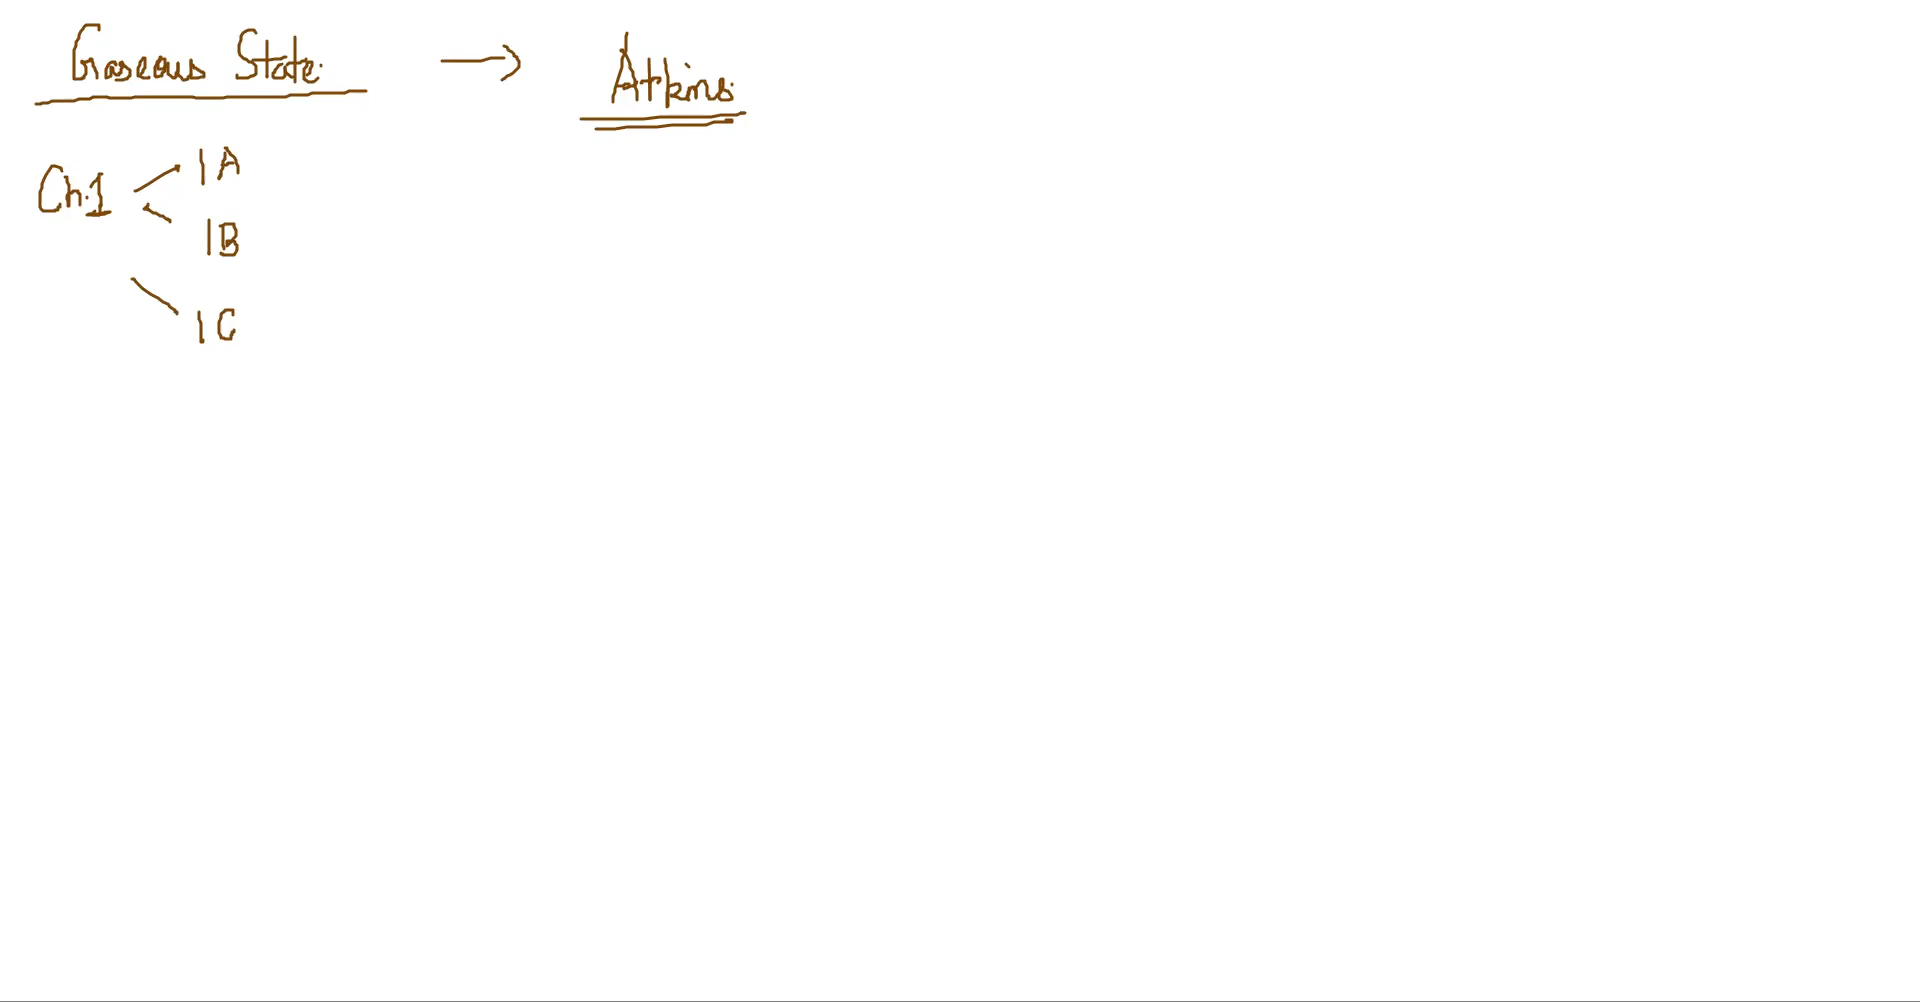 Gaseous State. → Atkins.
Ch.1
1A
1B
1C